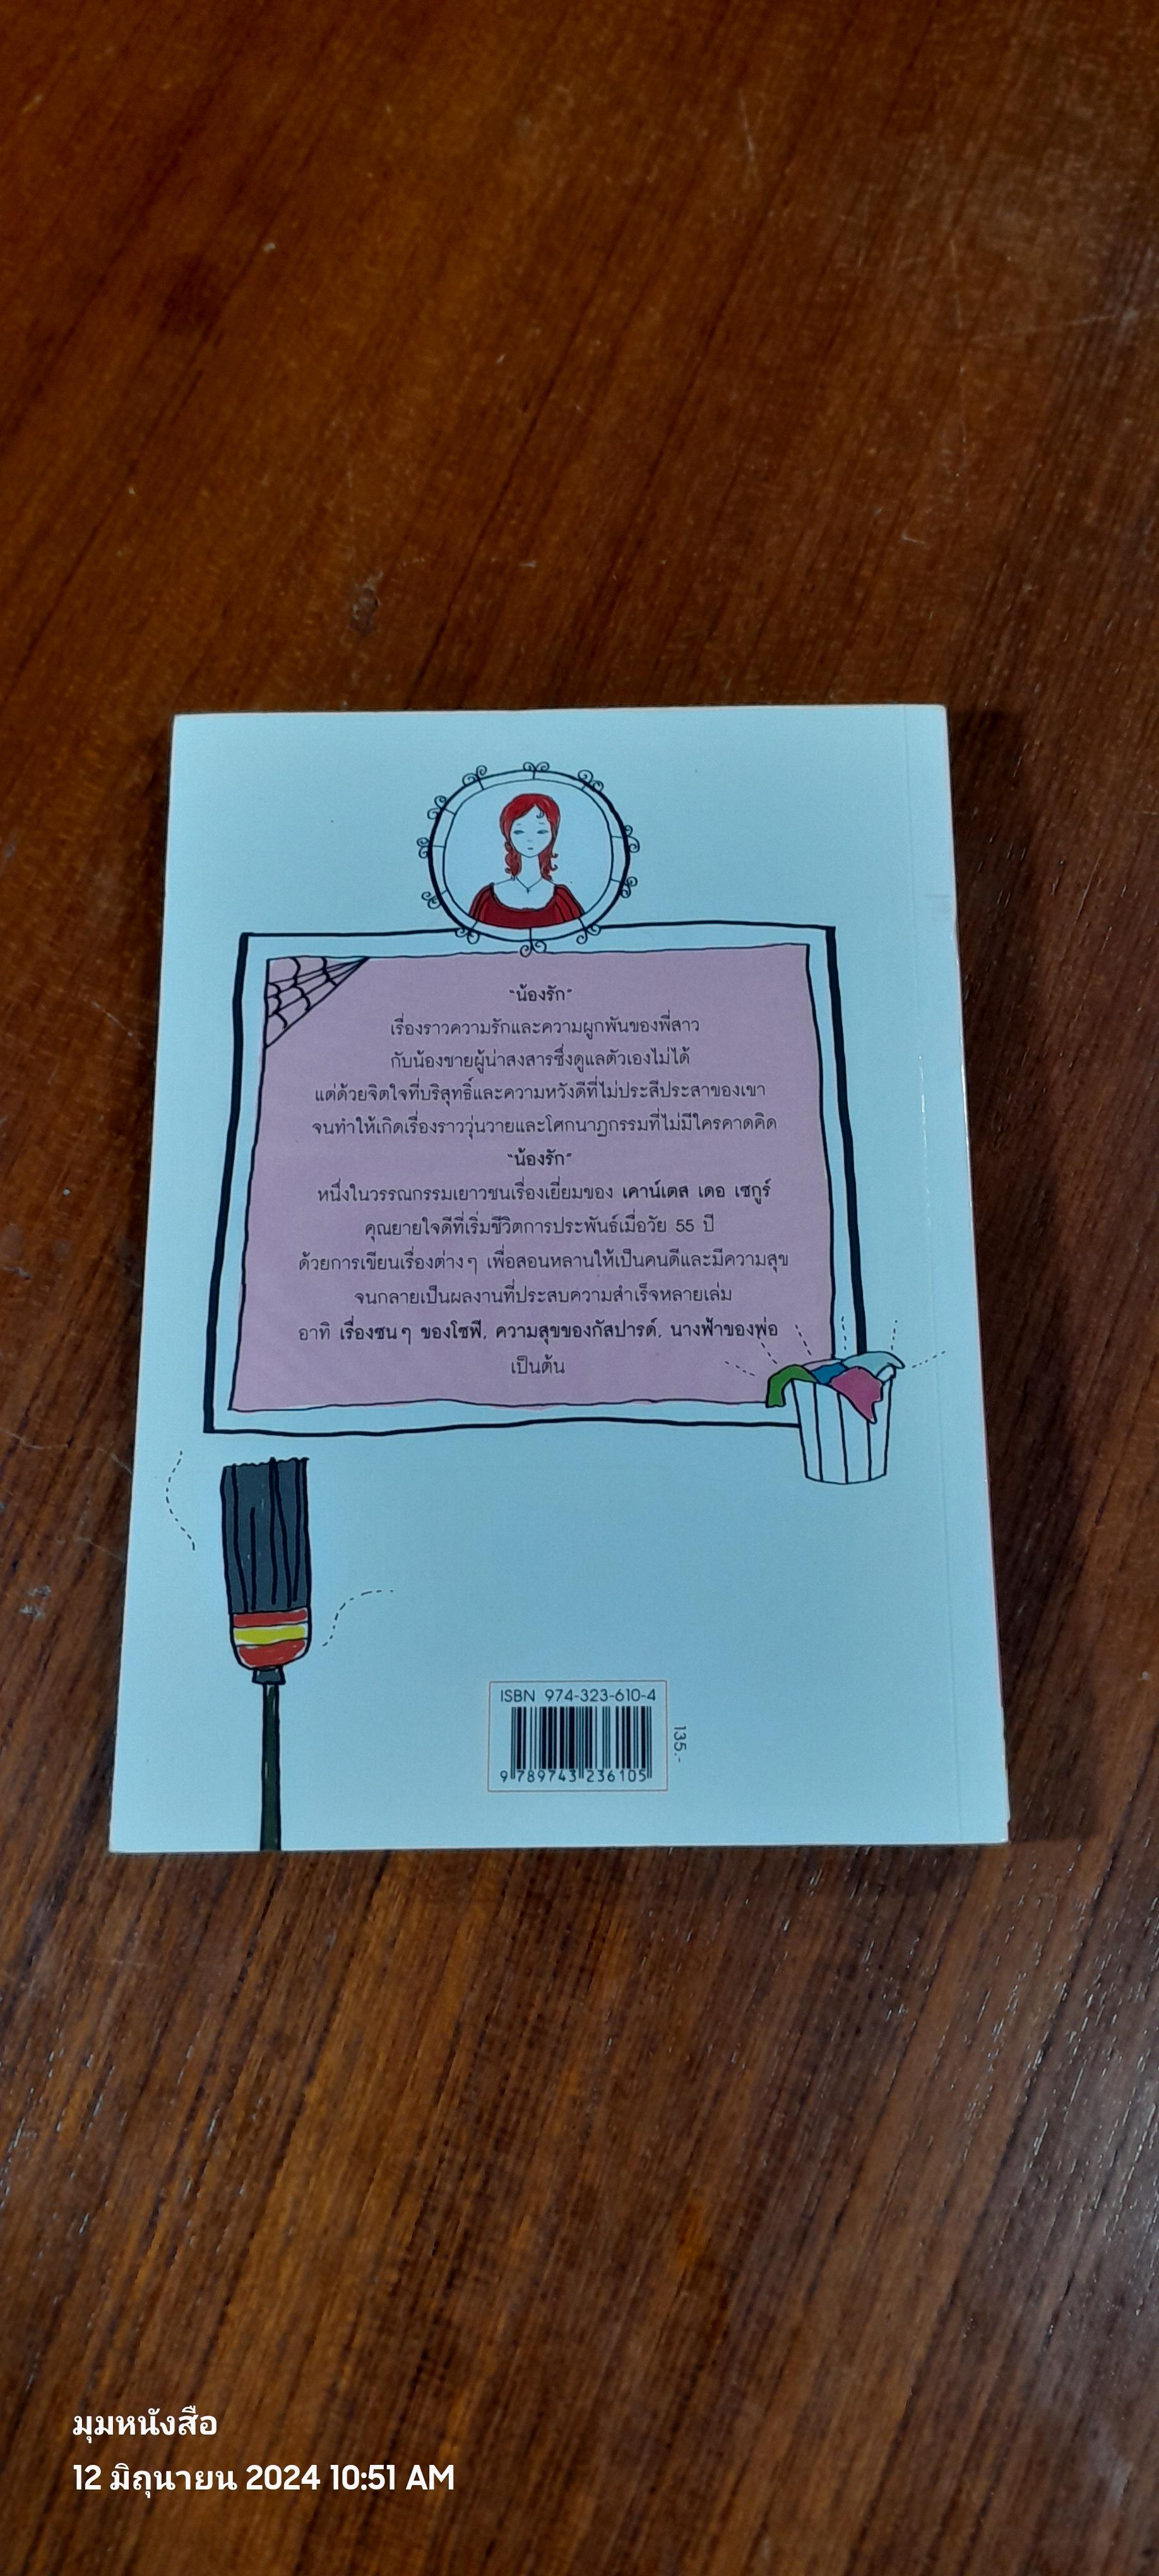 "น้องรัก"
เรื่องราวความรักและความผูกพันของพี่สาว
กับน้องชายผู้น่าสงสารซึ่งดูแลตัวเองไม่ได้
แต่ด้วยจิตใจที่บริสุทธิ์และความหวังดีที่ไม่ประสีประสาของเขา
จนทำให้เกิดเรื่องราววุ่นวายและโศกนาฏกรรมที่ไม่มีใครคาดคิด
"น้องรัก"
หนึ่งในวรรณกรรมเยาวชนเรื่องเยี่ยมของ เคาน์เตส เดอ เซกูร์
คุณยายใจดีที่เริ่มชีวิตการประพันธ์เมื่อวัย 55 ปี
ด้วยการเขียนเรื่องต่างๆ เพื่อสอนหลานให้เป็นคนดีและมีความสุข
จนกลายเป็นผลงานที่ประสบความสำเร็จหลายเล่ม
อาทิ เรื่องซนๆ ของโซฟี, ความสุขของกัสปาร์ด, นางฟ้าของพ่อ
เป็นต้น
ISBN 974-323-610-4
9 789743 236105
135.-
มุมหนังสือ
12 มิถุนายน 2024 10:51 AM